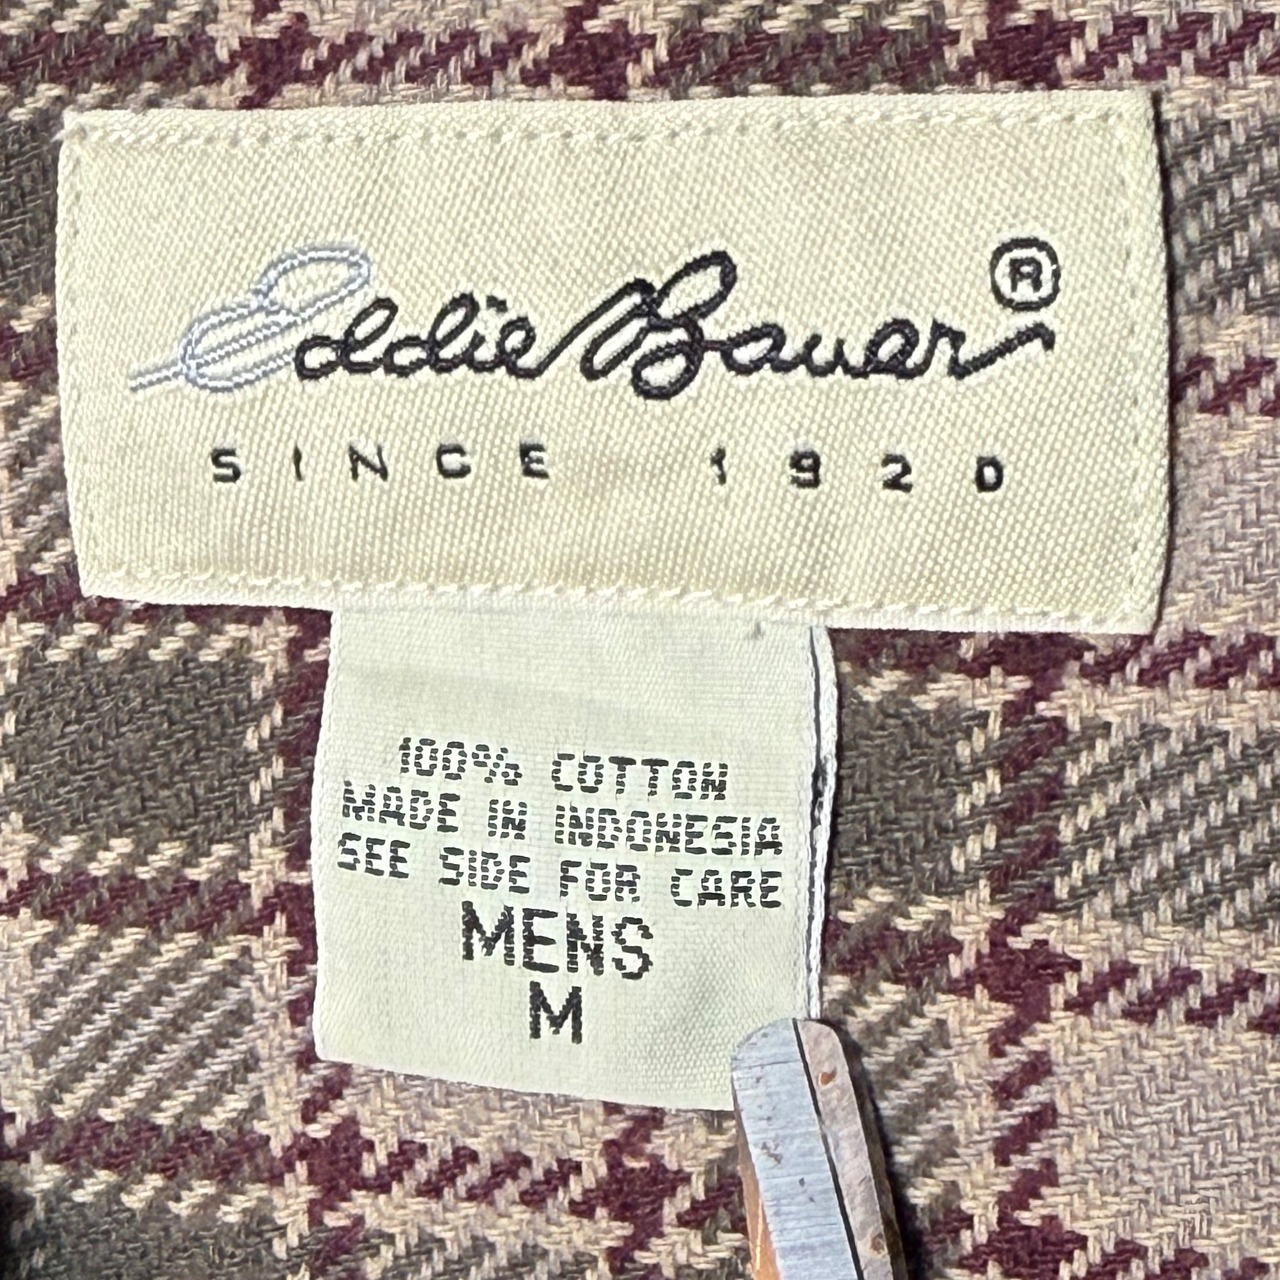 Eddie Bauer®
SINCE 1920
100% COTTON
MADE IN INDONESIA
SEE SIDE FOR CARE
MENS
M